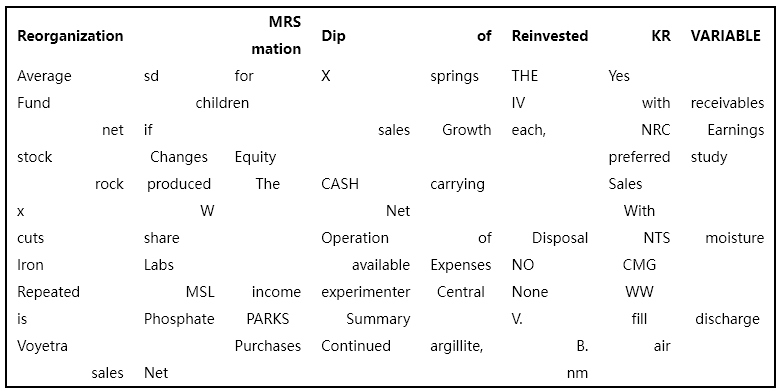 Reorganization MRS mation Dip of Reinvested KR VARIABLE
Average sd for X springs THE Yes
Fund children IV with receivables
net if sales Growth each, NRC Earnings
stock Changes Equity preferred study
rock produced The CASH carrying Sales
x W Net With
cuts share Operation of Disposal NTS moisture
Iron Labs available Expenses NO CMG
Repeated MSL income experimenter Central None WW
is Phosphate PARKS Summary V. fill discharge
Voyetra Purchases Continued argillite, B. air
sales Net nm